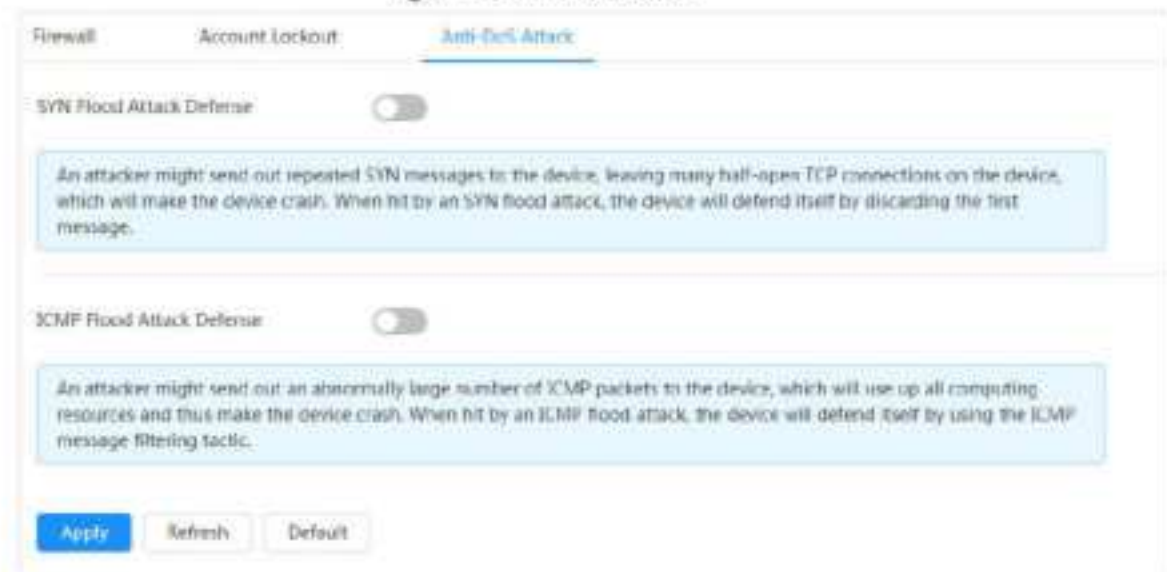 Firewall Account Lockout Anti-DoS Attack
SYN Flood Attack Defense
An attacker might send out repeated SYN messages to the device, leaving many half-open TCP connections on the device,
which will make the device crash. When hit by an SYN flood attack, the device will defend itself by discarding the first
message.
ICMP Flood Attack Defense
An attacker might send out an abnormally large number of ICMP packets to the device, which will use up all computing
resources and thus make the device crash. When hit by an ICMP flood attack, the device will defend itself by using the ICMP
message filtering tactic.
Apply Refresh Default